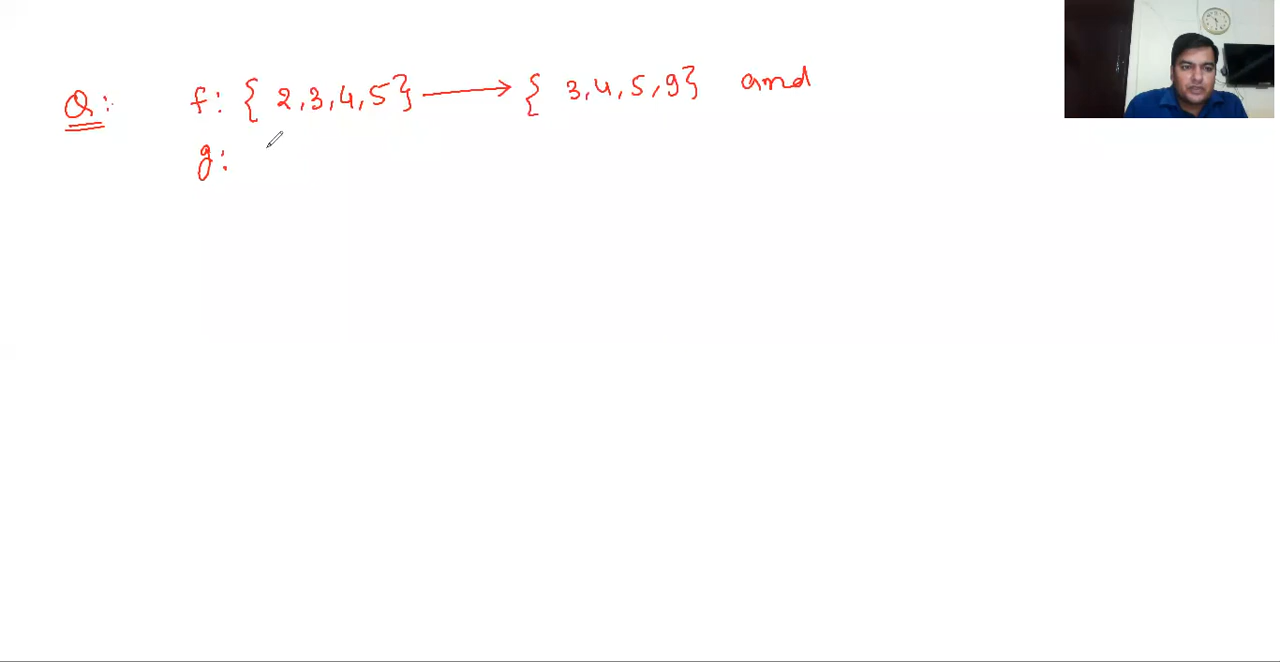 Q: f: { 2,3,4,5} → { 3,4,5,9} and
g: